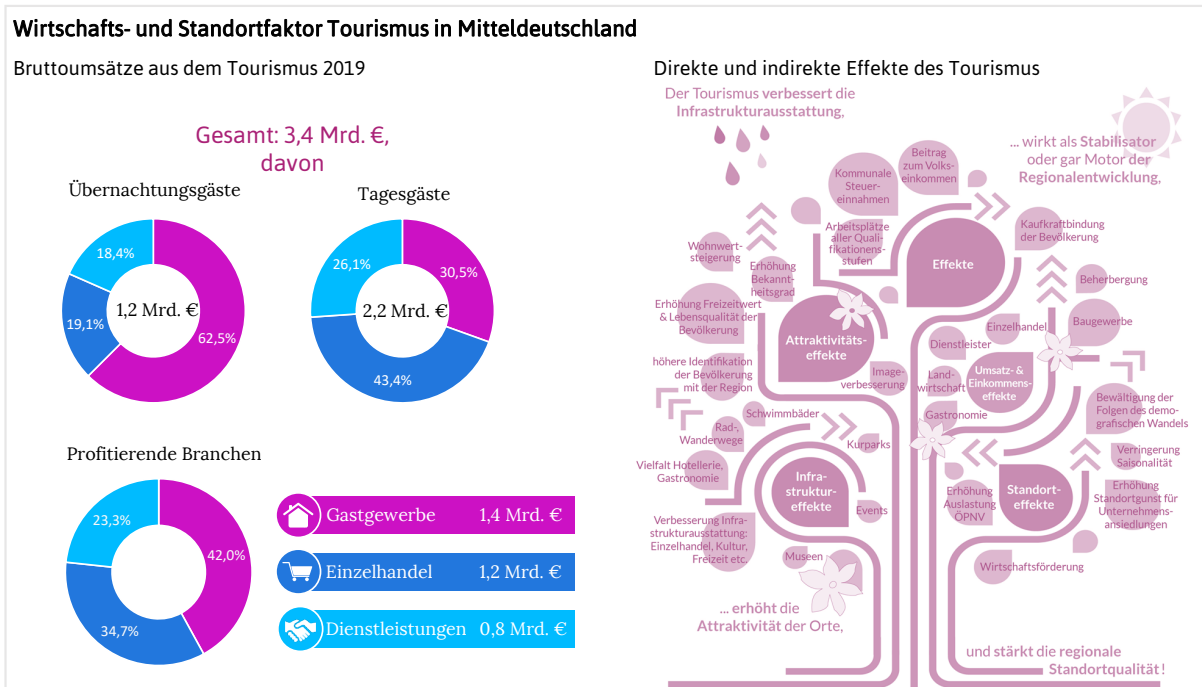 Wirtschafts- und Standortfaktor Tourismus in Mitteldeutschland
Bruttoumsätze aus dem Tourismus 2019
Gesamt: 3,4 Mrd. €,
davon
Übernachtungsgäste
18,4%
19,1%
62,5%
1,2 Mrd. €
Tagesgäste
26,1%
30,5%
43,4%
2,2 Mrd. €
Profitierende Branchen
23,3%
42,0%
34,7%
Gastgewerbe 1,4 Mrd. €
Einzelhandel 1,2 Mrd. €
Dienstleistungen 0,8 Mrd. €
Direkte und indirekte Effekte des Tourismus
Der Tourismus verbessert die
Infrastrukturausstattung,
... wirkt als Stabilisator
oder gar Motor der
Regionalentwicklung,
Beitrag
zum Volks-
einkommen
Kommunale
Steuer-
einnahmen
Arbeitsplätze
aller Quali-
fikationens-
stufen
Effekte
Kaufkraftbindung
der Bevölkerung
Wohnwert-
steigerung
Erhöhung
Bekannt-
heitsgrad
Erhöhung Freizeitwert
& Lebensqualität der
Bevölkerung
höhere Identifikation
der Bevölkerung
mit der Region
Attraktivitäts-
effekte
Image-
verbesserung
Beherbergung
Baugewerbe
Einzelhandel
Dienstleister
Land-
wirtschaft
Gastronomie
Umsatz- &
Einkommens-
effekte
Bewältigung der
Folgen des demo-
grafischen Wandels
Verringerung
Saisonalität
Erhöhung
Standortgunst für
Unternehmens-
ansiedlungen
Standort-
effekte
Erhöhung
Auslastung
ÖPNV
Wirtschaftsförderung
Schwimmbäder
Rad-,
Wanderwege
Kurparks
Vielfalt Hotellerie,
Gastronomie
Infra-
struktur-
effekte
Events
Verbesserung Infra-
strukturausstattung:
Einzelhandel, Kultur,
Freizeit etc.
Museen
... erhöht die
Attraktivität der Orte,
und stärkt die regionale
Standortqualität!